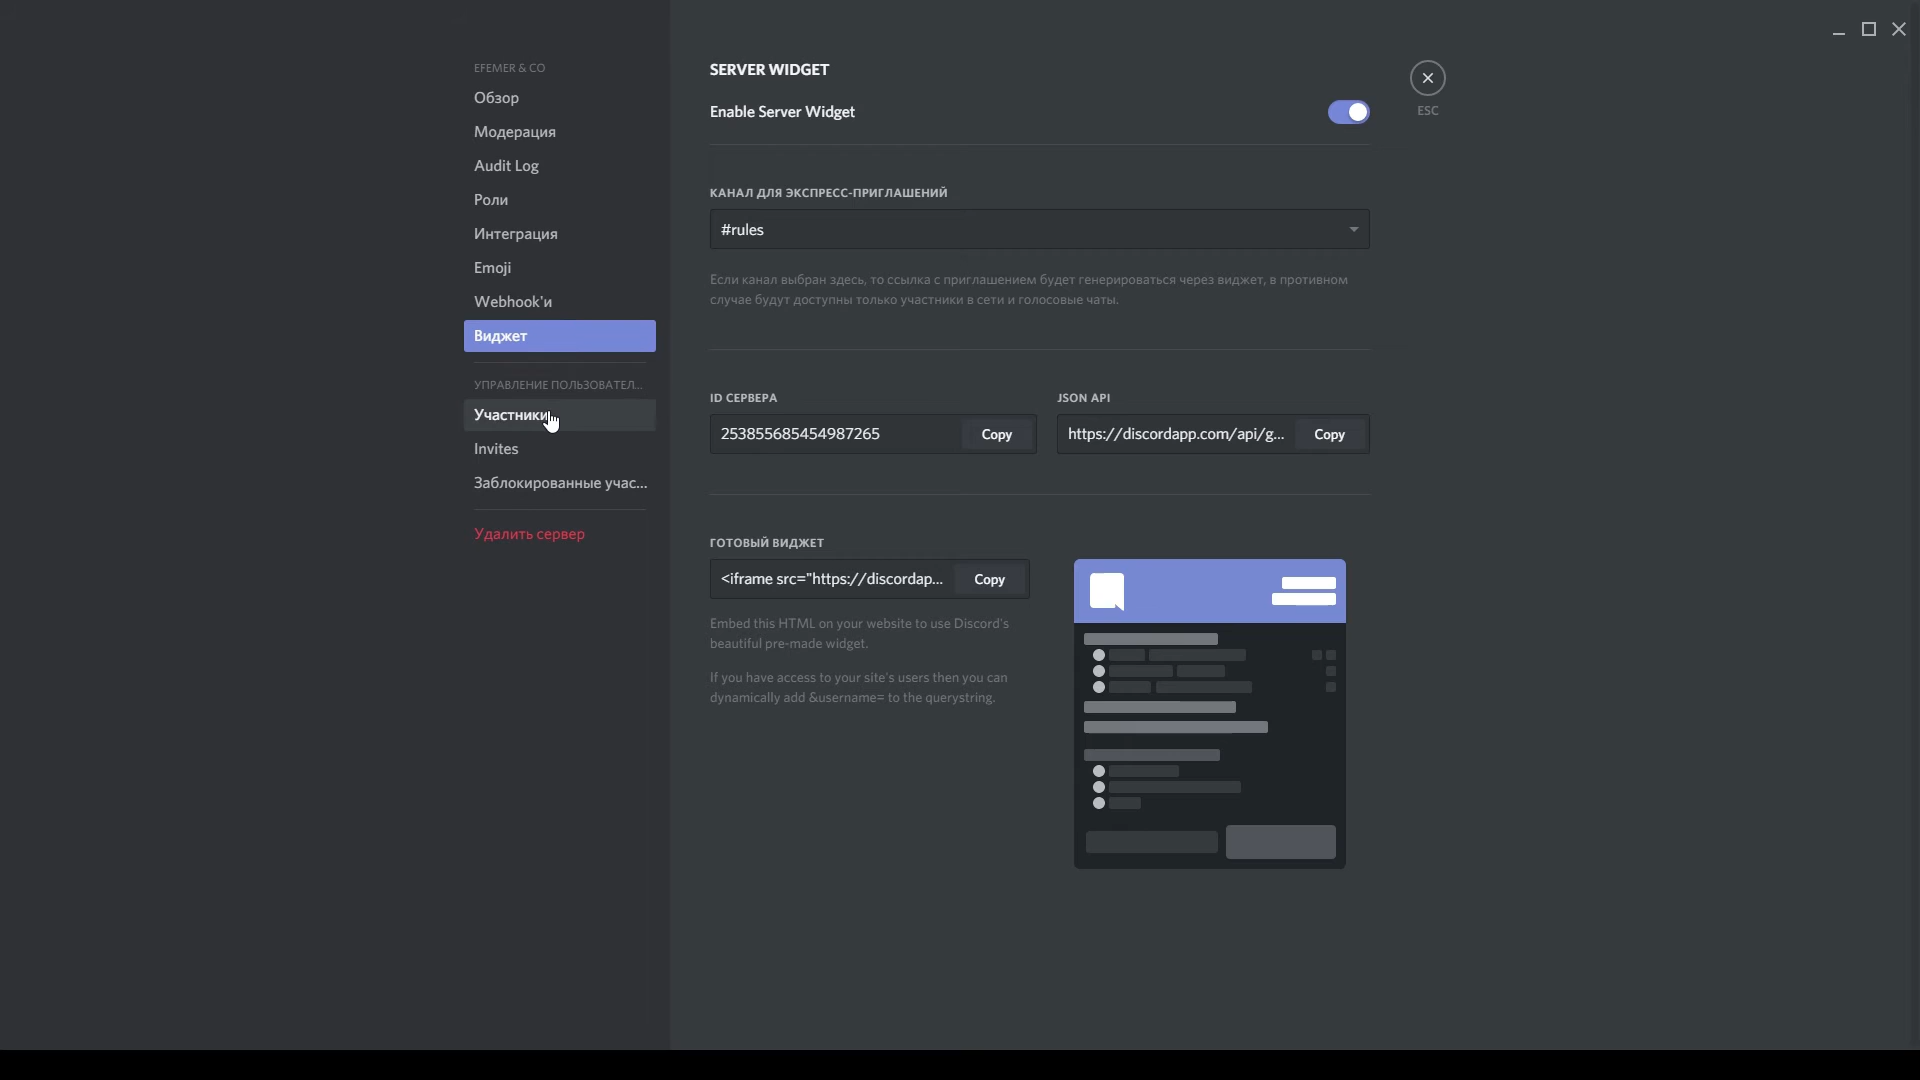 EFEMER & CO
Обзор
Модерация
Audit Log
Роли
Интеграция
Emoji
Webhook'и
Виджет
УПРАВЛЕНИЕ ПОЛЬЗОВАТЕЛ...
Участники
Invites
Заблокированные учас...
Удалить сервер
SERVER WIDGET
Enable Server Widget
ESC
КАНАЛ ДЛЯ ЭКСПРЕСС-ПРИГЛАШЕНИЙ
#rules
Если канал выбран здесь, то ссылка с приглашением будет генерироваться через виджет, в противном
случае будут доступны только участники в сети и голосовые чаты.
ID СЕРВЕРА
253855685454987265 Copy
JSON API
https://discordapp.com/api/g... Copy
ГОТОВЫЙ ВИДЖЕТ
<iframe src="https://discordap... Copy
Embed this HTML on your website to use Discord's
beautiful pre-made widget.
If you have access to your site's users then you can
dynamically add &username= to the querystring.